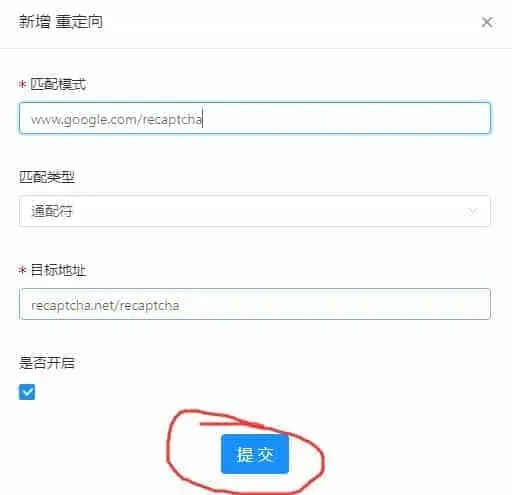 新增 重定向
* 匹配模式
www.google.com/recaptcha
匹配类型
通配符
* 目标地址
recaptcha.net/recaptcha
是否开启
提交